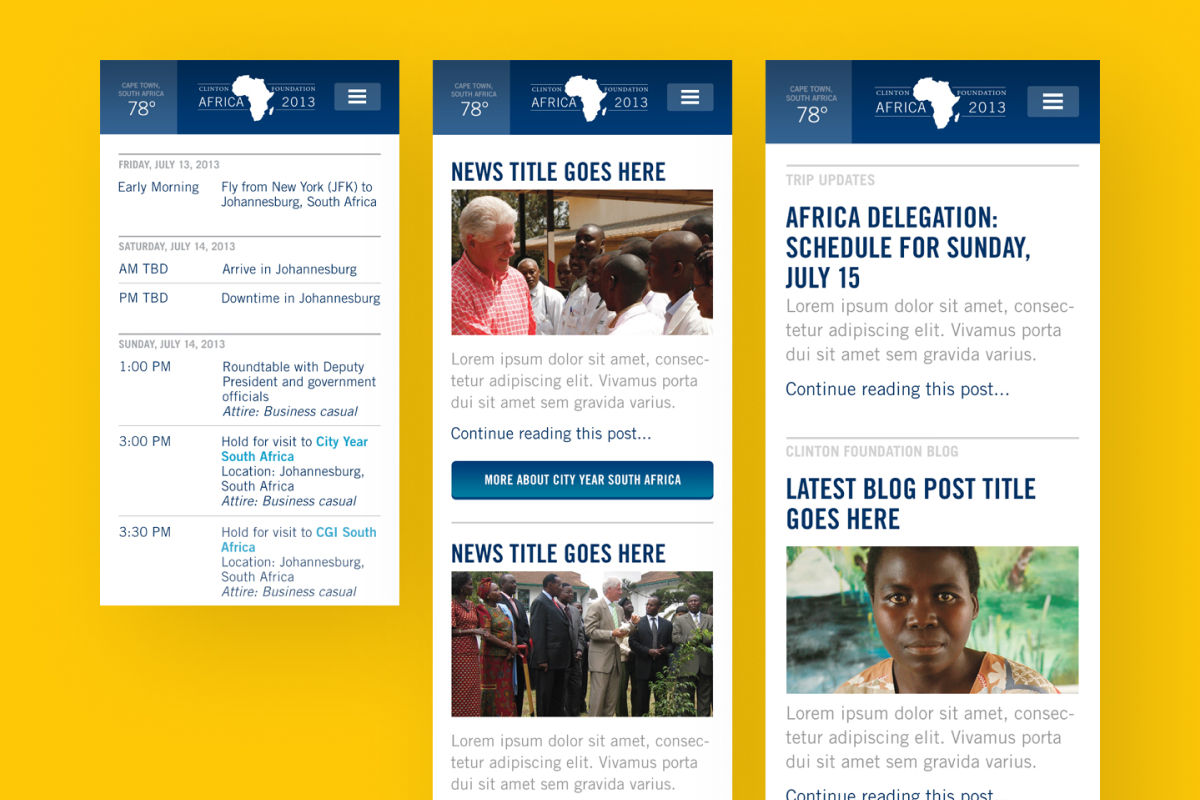 CAPE TOWN,
SOUTH AFRICA
78°
CLINTON FOUNDATION
AFRICA 2013
FRIDAY, JULY 13, 2013
Early Morning Fly from New York (JFK) to
Johannesburg, South Africa
SATURDAY, JULY 14, 2013
AM TBD Arrive in Johannesburg
PM TBD Downtime in Johannesburg
SUNDAY, JULY 14, 2013
1:00 PM Roundtable with Deputy
President and government
officials
Attire: Business casual
3:00 PM Hold for visit to City Year
South Africa
Location: Johannesburg,
South Africa
Attire: Business casual
3:30 PM Hold for visit to CGI South
Africa
Location: Johannesburg,
South Africa
Attire: Business casual
CAPE TOWN,
SOUTH AFRICA
78°
CLINTON FOUNDATION
AFRICA 2013
NEWS TITLE GOES HERE
Lorem ipsum dolor sit amet, consec-
tetur adipiscing elit. Vivamus porta
dui sit amet sem gravida varius.
Continue reading this post...
MORE ABOUT CITY YEAR SOUTH AFRICA
NEWS TITLE GOES HERE
Lorem ipsum dolor sit amet, consec-
tetur adipiscing elit. Vivamus porta
dui sit amet sem gravida varius.
CAPE TOWN,
SOUTH AFRICA
78°
CLINTON FOUNDATION
AFRICA 2013
TRIP UPDATES
AFRICA DELEGATION:
SCHEDULE FOR SUNDAY,
JULY 15
Lorem ipsum dolor sit amet, consec-
tetur adipiscing elit. Vivamus porta
dui sit amet sem gravida varius.
Continue reading this post...
CLINTON FOUNDATION BLOG
LATEST BLOG POST TITLE
GOES HERE
Lorem ipsum dolor sit amet, consec-
tetur adipiscing elit. Vivamus porta
dui sit amet sem gravida varius.
Continue reading this post